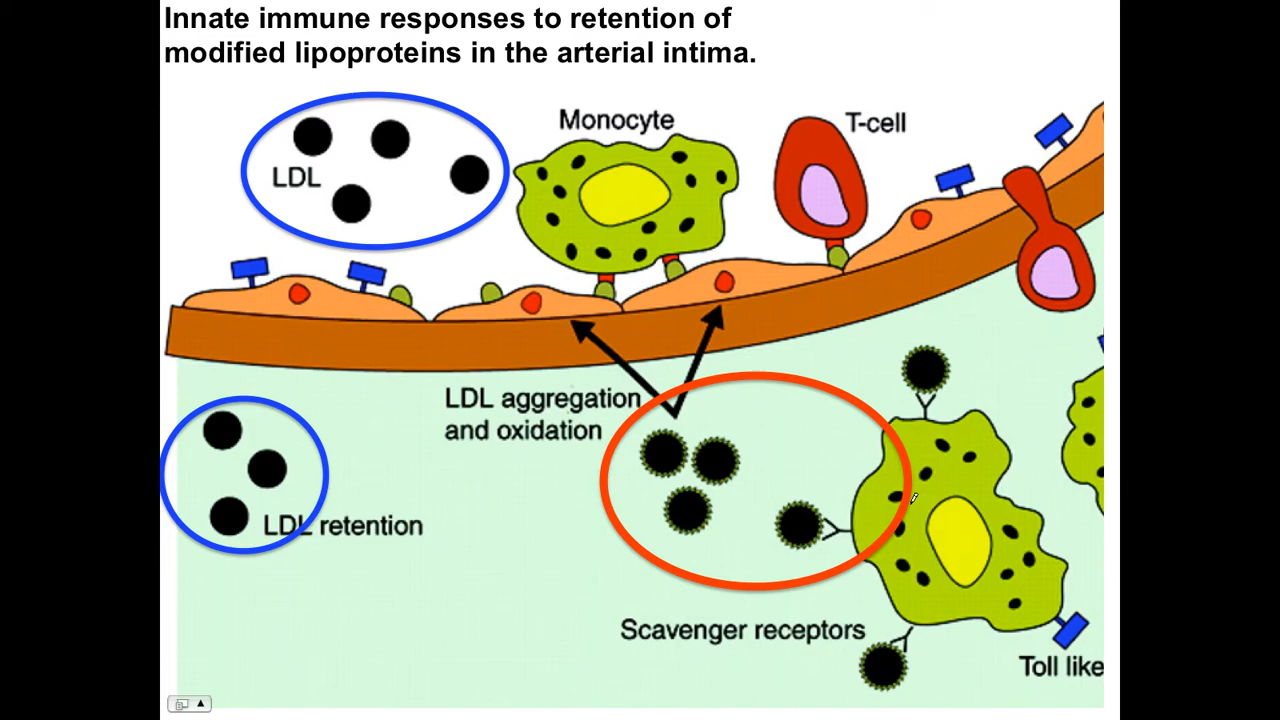 Innate immune responses to retention of
modified lipoproteins in the arterial intima.
Monocyte
T-cell
LDL
LDL aggregation
and oxidation
LDL retention
Scavenger receptors
Toll like